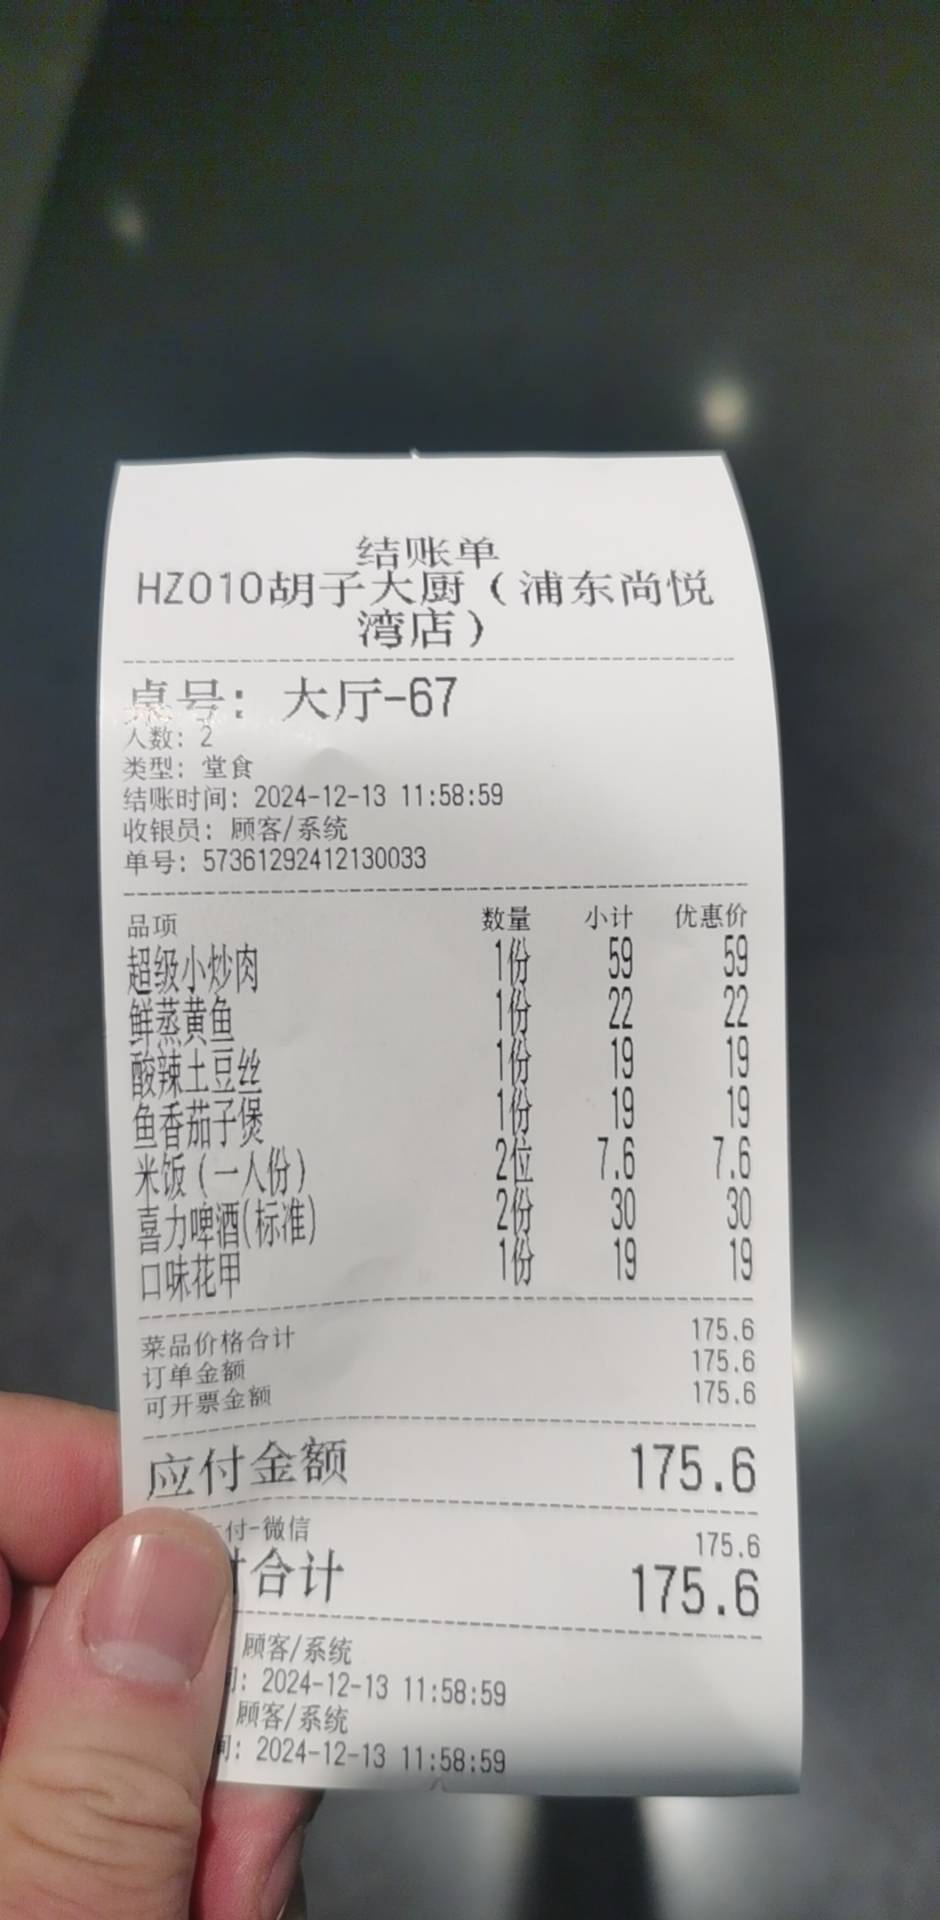 结账单
HZ010胡子大厨（浦东尚悦
湾店）
桌号：大厅-67
人数：2
类型：堂食
结账时间：2024-12-13 11:58:59
收银员：顾客/系统
单号：57361292412130033
品项 数量 小计 优惠价
超级小炒肉 1份 59 59
鲜蒸黄鱼 1份 22 22
酸辣土豆丝 1份 19 19
鱼香茄子煲 1份 19 19
米饭（一人份） 2位 7.6 7.6
喜力啤酒(标准) 2份 30 30
口味花甲 1份 19 19
菜品价格合计 175.6
订单金额 175.6
可开票金额 175.6
应付金额 175.6
付-微信 175.6
合计 175.6
顾客/系统
间：2024-12-13 11:58:59
顾客/系统
间：2024-12-13 11:58:59